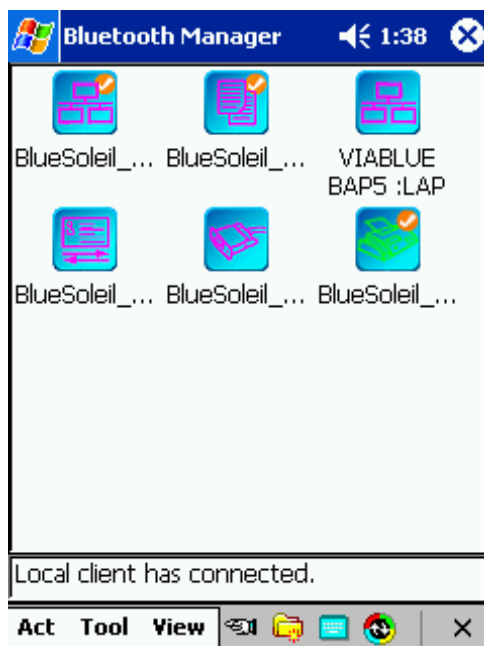 Bluetooth Manager 1:38
BlueSoleil_... BlueSoleil_... VIABLUE
BAP5 :LAP
BlueSoleil_... BlueSoleil_... BlueSoleil_...
Local client has connected.
Act Tool View